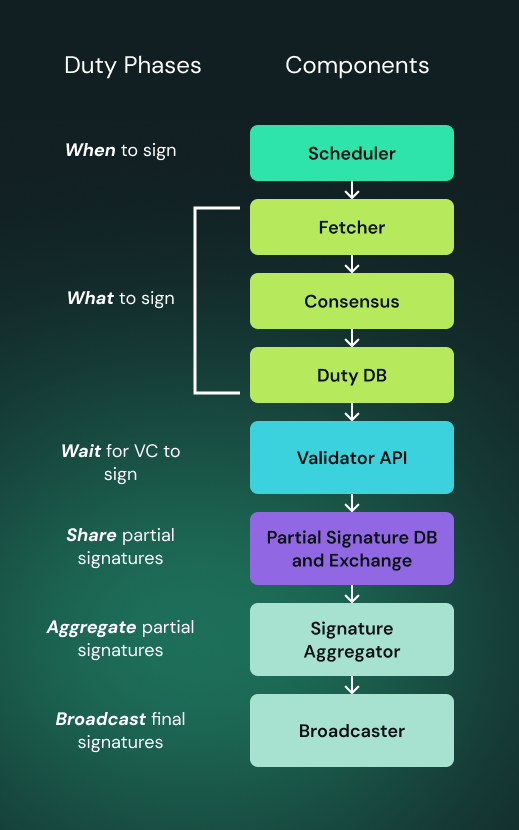 Duty Phases
Components
When to sign
Scheduler
Fetcher
What to sign
Consensus
Duty DB
Wait for VC to
sign
Validator API
Share partial
signatures
Partial Signature DB
and Exchange
Aggregate partial
signatures
Signature
Aggregator
Broadcast final
signatures
Broadcaster